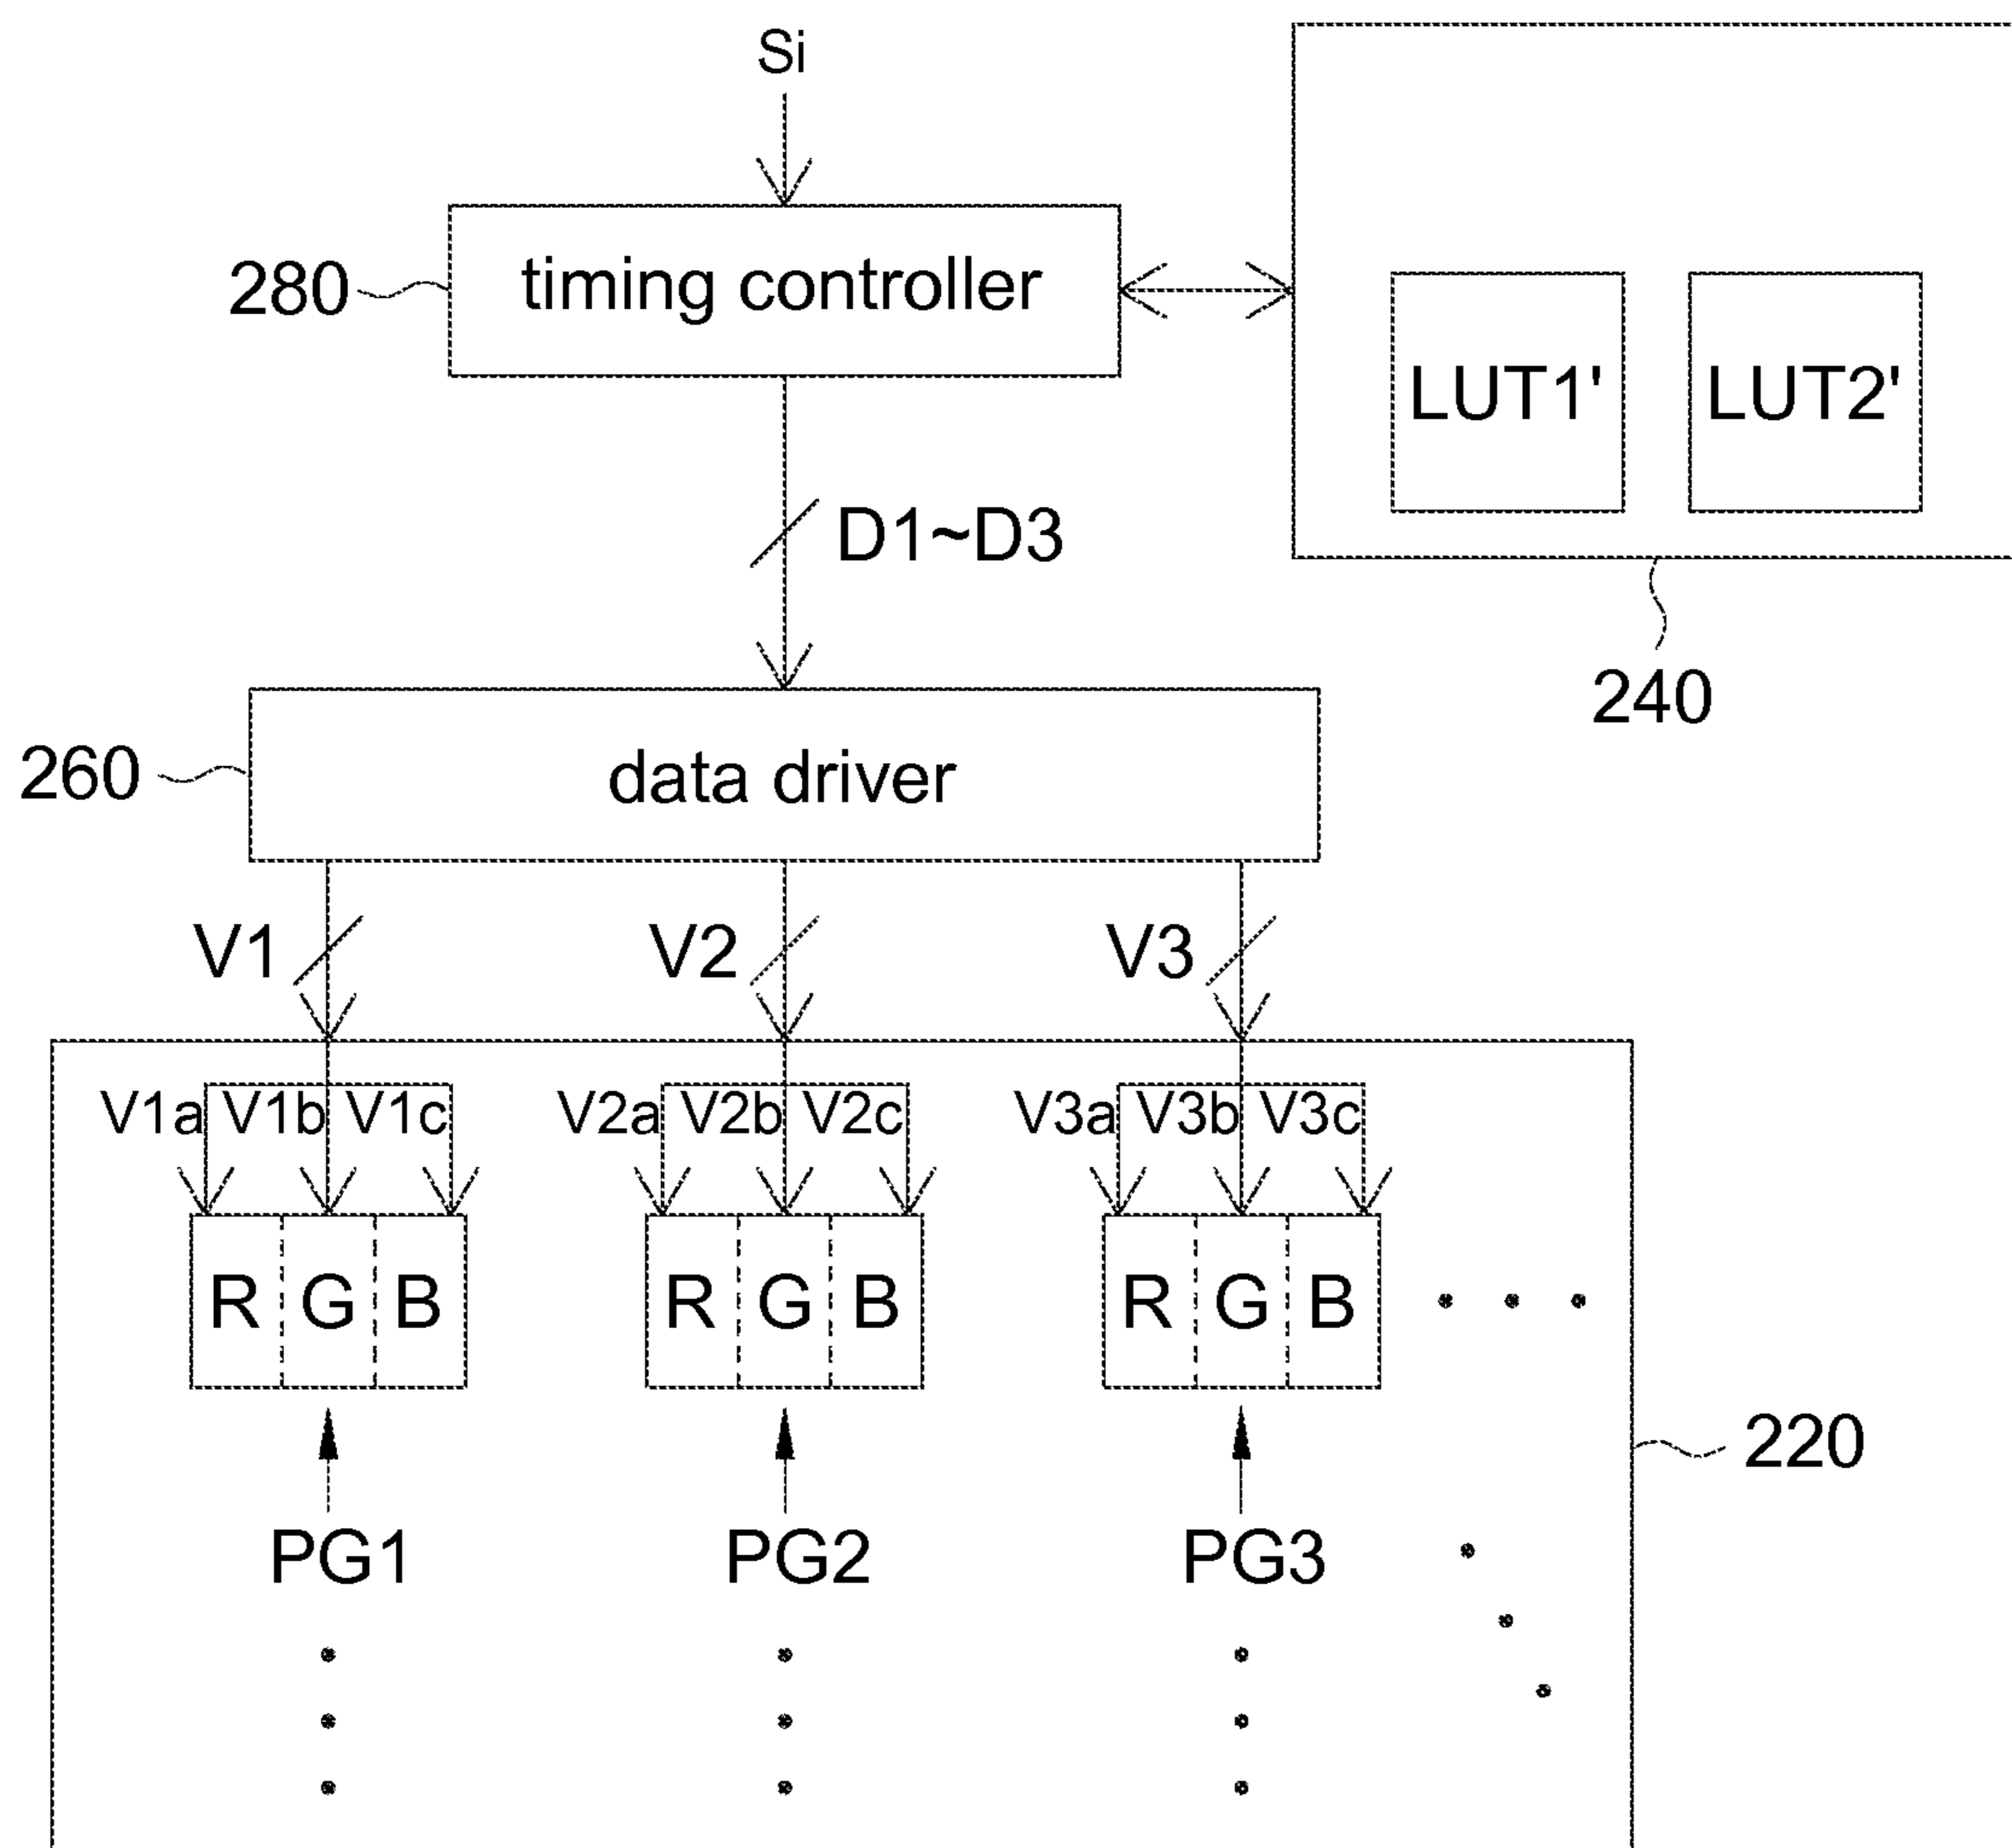 Si
280
timing controller
LUT1'
LUT2'
D1~D3
240
260
data driver
V1
V2
V3
V1a
V1b
V1c
V2a
V2b
V2c
V3a
V3b
V3c
R
G
B
R
G
B
R
G
B
220
PG1
PG2
PG3